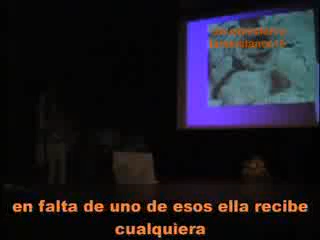 en falta de uno de esos ella recibe
cualquiera